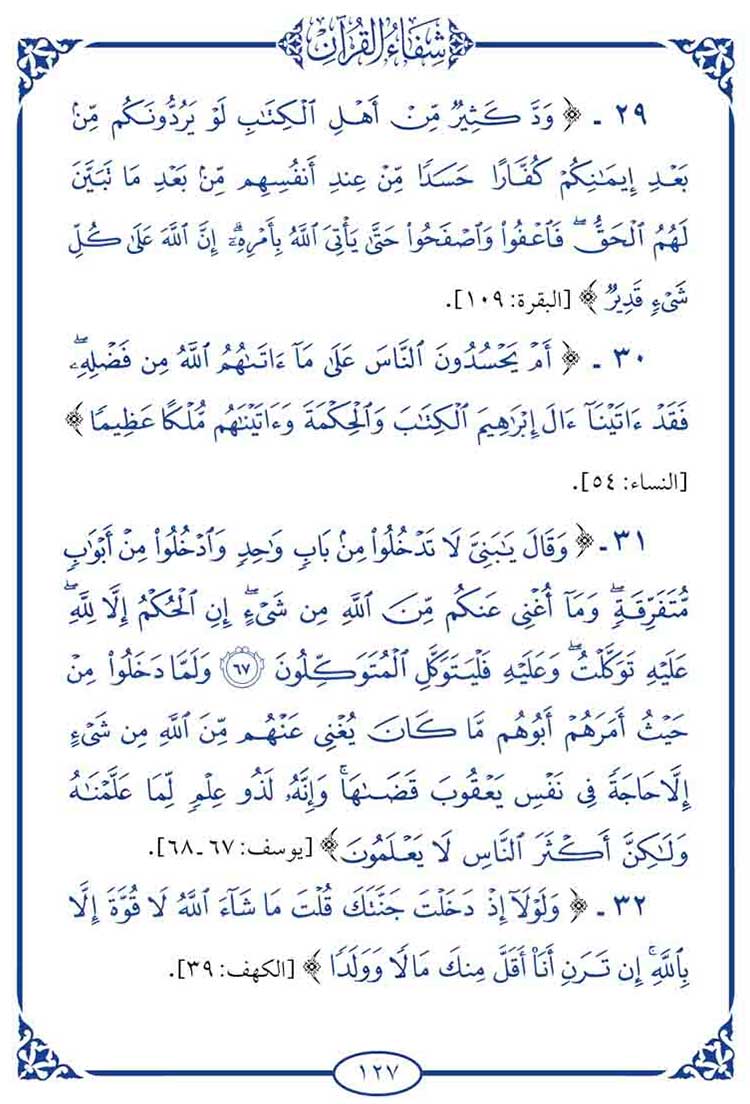 شِفَاءُ الْقُرْآنِ
٢٩ - ﴿ وَدَّ كَثِيرٌ مِّنْ أَهْلِ ٱلْكِتَٰبِ لَوْ يَرُدُّونَكُم مِّنۢ
بَعْدِ إِيمَٰنِكُمْ كُفَّارًا حَسَدًا مِّنْ عِندِ أَنفُسِهِم مِّنۢ بَعْدِ مَا تَبَيَّنَ
لَهُمُ ٱلْحَقُّ ۖ فَٱعْفُوا۟ وَٱصْفَحُوا۟ حَتَّىٰ يَأْتِىَ ٱللَّهُ بِأَمْرِهِۦٓ ۗ إِنَّ ٱللَّهَ عَلَىٰ كُلِّ
شَىْءٍ قَدِيرٌ ﴾ [البقرة: ١٠٩].
٣٠ - ﴿ أَمْ يَحْسُدُونَ ٱلنَّاسَ عَلَىٰ مَآ ءَاتَىٰهُمُ ٱللَّهُ مِن فَضْلِهِۦ ۖ
فَقَدْ ءَاتَيْنَآ ءَالَ إِبْرَٰهِيمَ ٱلْكِتَٰبَ وَٱلْحِكْمَةَ وَءَاتَيْنَٰهُم مُّلْكًا عَظِيمًا ﴾
[النساء: ٥٤].
٣١ - ﴿ وَقَالَ يَٰبَنِىَّ لَا تَدْخُلُوا۟ مِنۢ بَابٍ وَٰحِدٍ وَٱدْخُلُوا۟ مِنْ أَبْوَٰبٍ
مُّتَفَرِّقَةٍ ۖ وَمَآ أُغْنِى عَنكُم مِّنَ ٱللَّهِ مِن شَىْءٍ ۖ إِنِ ٱلْحُكْمُ إِلَّا لِلَّهِ ۖ
عَلَيْهِ تَوَكَّلْتُ ۖ وَعَلَيْهِ فَلْيَتَوَكَّلِ ٱلْمُتَوَكِّلُونَ ٦٧ وَلَمَّا دَخَلُوا۟ مِنْ
حَيْثُ أَمَرَهُمْ أَبُوهُم مَّا كَانَ يُغْنِى عَنْهُم مِّنَ ٱللَّهِ مِن شَىْءٍ
إِلَّا حَاجَةً فِى نَفْسِ يَعْقُوبَ قَضَىٰهَا ۚ وَإِنَّهُۥ لَذُو عِلْمٍ لِّمَا عَلَّمْنَٰهُ
وَلَٰكِنَّ أَكْثَرَ ٱلنَّاسِ لَا يَعْلَمُونَ ﴾ [يوسف: ٦٧ - ٦٨].
٣٢ - ﴿ وَلَوْلَآ إِذْ دَخَلْتَ جَنَّتَكَ قُلْتَ مَا شَآءَ ٱللَّهُ لَا قُوَّةَ إِلَّا
بِٱللَّهِ ۚ إِن تَرَنِ أَنَا۠ أَقَلَّ مِنكَ مَالًا وَوَلَدًا ﴾ [الكهف: ٣٩].
١٢٧